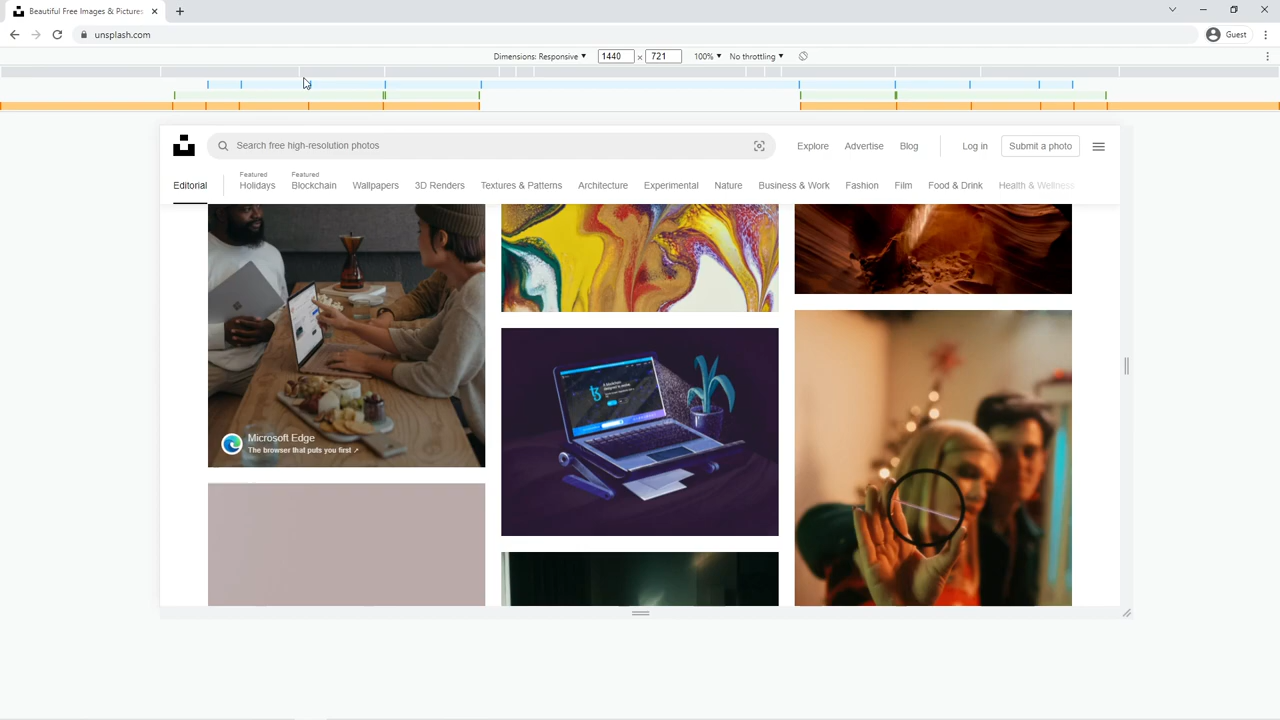 Beautiful Free Images & Pictures
unsplash.com
Guest
Dimensions: Responsive
1440 × 721
100%
No throttling
Search free high-resolution photos
Explore
Advertise
Blog
Log in
Submit a photo
Editorial
Featured
Holidays
Featured
Blockchain
Wallpapers
3D Renders
Textures & Patterns
Architecture
Experimental
Nature
Business & Work
Fashion
Film
Food & Drink
Health & Wellness
Microsoft Edge
The browser that puts you first ↗